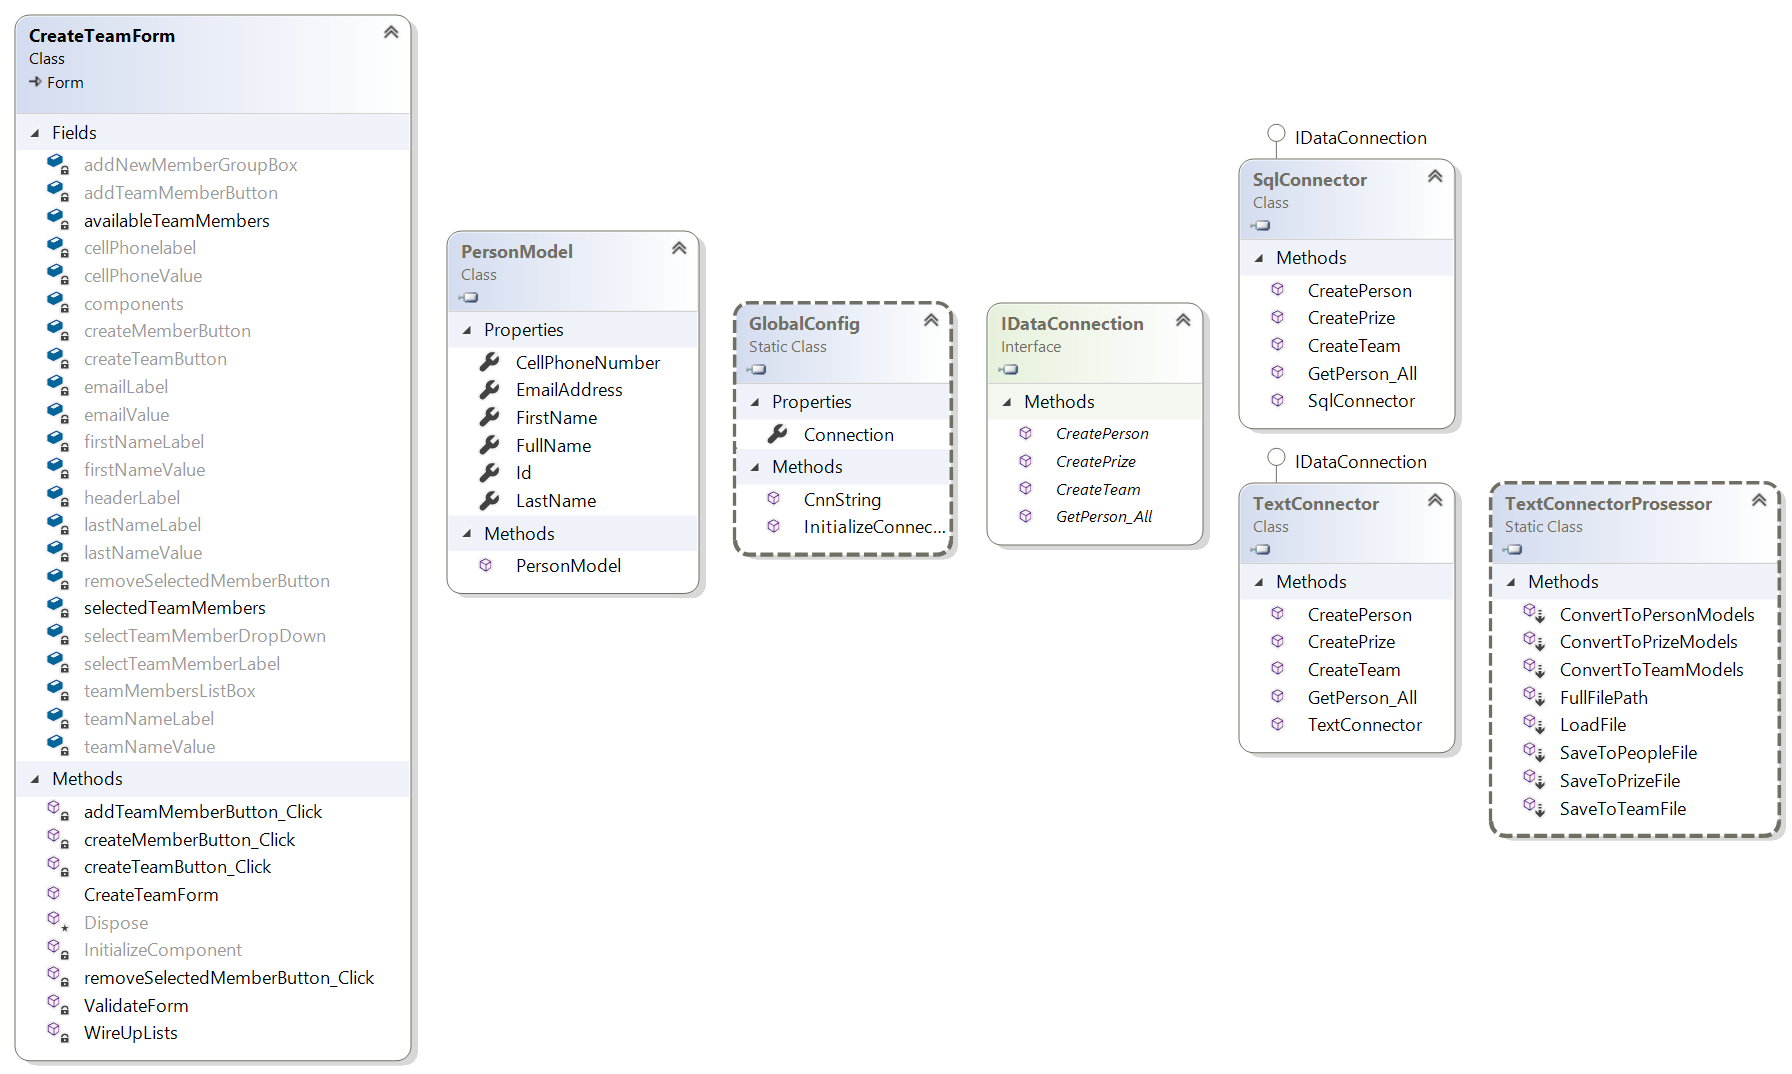 CreateTeamForm
Class
Form
Fields
addNewMemberGroupBox
addTeamMemberButton
availableTeamMembers
cellPhonelabel
cellPhoneValue
components
createMemberButton
createTeamButton
emailLabel
emailValue
firstNameLabel
firstNameValue
headerLabel
lastNameLabel
lastNameValue
removeSelectedMemberButton
selectedTeamMembers
selectTeamMemberDropDown
selectTeamMemberLabel
teamMembersListBox
teamNameLabel
teamNameValue
Methods
addTeamMemberButton_Click
createMemberButton_Click
createTeamButton_Click
CreateTeamForm
Dispose
InitializeComponent
removeSelectedMemberButton_Click
ValidateForm
WireUpLists
PersonModel
Class
Properties
CellPhoneNumber
EmailAddress
FirstName
FullName
Id
LastName
Methods
PersonModel
GlobalConfig
Static Class
Properties
Connection
Methods
CnnString
InitializeConnec...
IDataConnection
Interface
Methods
CreatePerson
CreatePrize
CreateTeam
GetPerson_All
IDataConnection
SqlConnector
Class
Methods
CreatePerson
CreatePrize
CreateTeam
GetPerson_All
SqlConnector
IDataConnection
TextConnector
Class
Methods
CreatePerson
CreatePrize
CreateTeam
GetPerson_All
TextConnector
TextConnectorProsessor
Static Class
Methods
ConvertToPersonModels
ConvertToPrizeModels
ConvertToTeamModels
FullFilePath
LoadFile
SaveToPeopleFile
SaveToPrizeFile
SaveToTeamFile